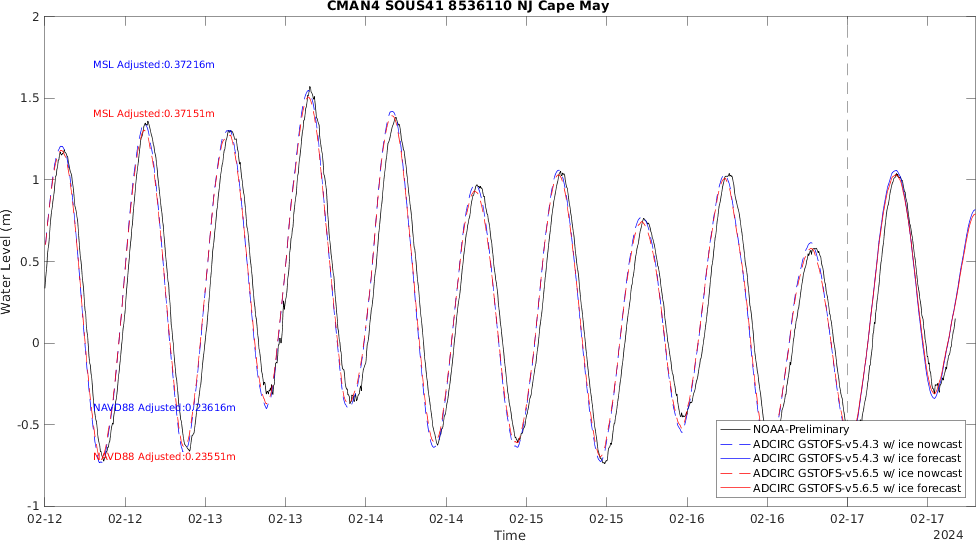 CMAN4 SOUS41 8536110 NJ Cape May
2
1.5
1
0.5
0
-0.5
-1
Water Level (m)
MSL Adjusted:0.37216m
MSL Adjusted:0.37151m
NAVD88 Adjusted:0.23616m
NAVD88 Adjusted:0.23551m
NOAA-Preliminary
ADCIRC GSTOFS-v5.4.3 w/ ice nowcast
ADCIRC GSTOFS-v5.4.3 w/ ice forecast
ADCIRC GSTOFS-v5.6.5 w/ ice nowcast
ADCIRC GSTOFS-v5.6.5 w/ ice forecast
02-12 02-12 02-13 02-13 02-14 02-14 02-15 02-15 02-16 02-16 02-17 02-17
Time
2024